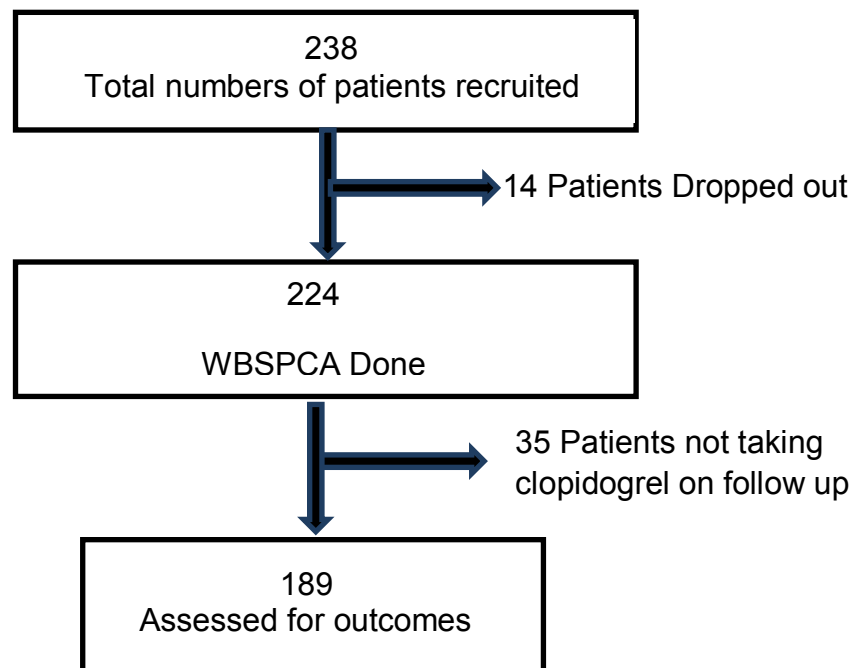 238
Total numbers of patients recruited
14 Patients Dropped out
224
WBSPCA Done
35 Patients not taking
clopidogrel on follow up
189
Assessed for outcomes